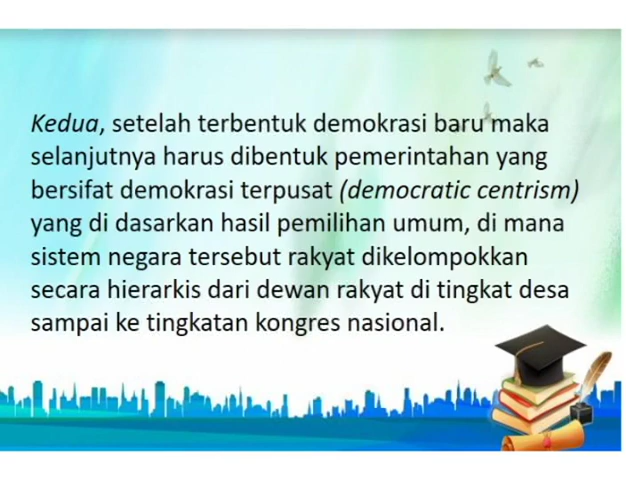 Kedua, setelah terbentuk demokrasi baru maka
selanjutnya harus dibentuk pemerintahan yang
bersifat demokrasi terpusat (democratic centrism)
yang di dasarkan hasil pemilihan umum, di mana
sistem negara tersebut rakyat dikelompokkan
secara hierarkis dari dewan rakyat di tingkat desa
sampai ke tingkatan kongres nasional.